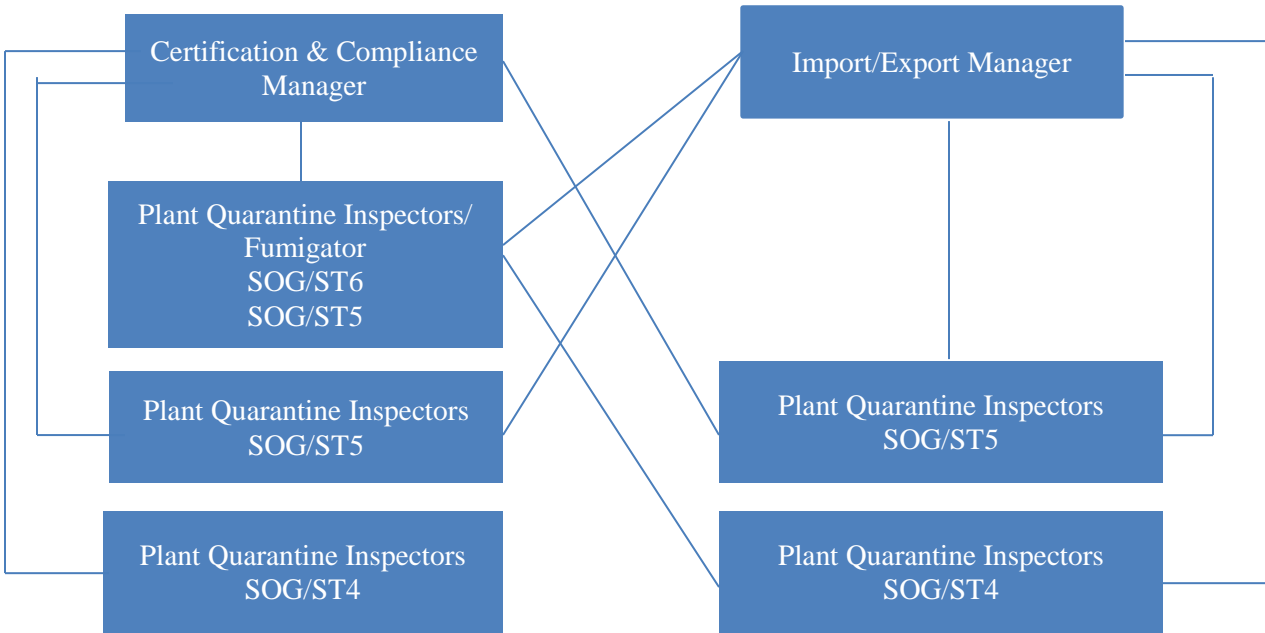 Certification & Compliance
Manager
Import/Export Manager
Plant Quarantine Inspectors/
Fumigator
SOG/ST6
SOG/ST5
Plant Quarantine Inspectors
SOG/ST5
Plant Quarantine Inspectors
SOG/ST5
Plant Quarantine Inspectors
SOG/ST4
Plant Quarantine Inspectors
SOG/ST4